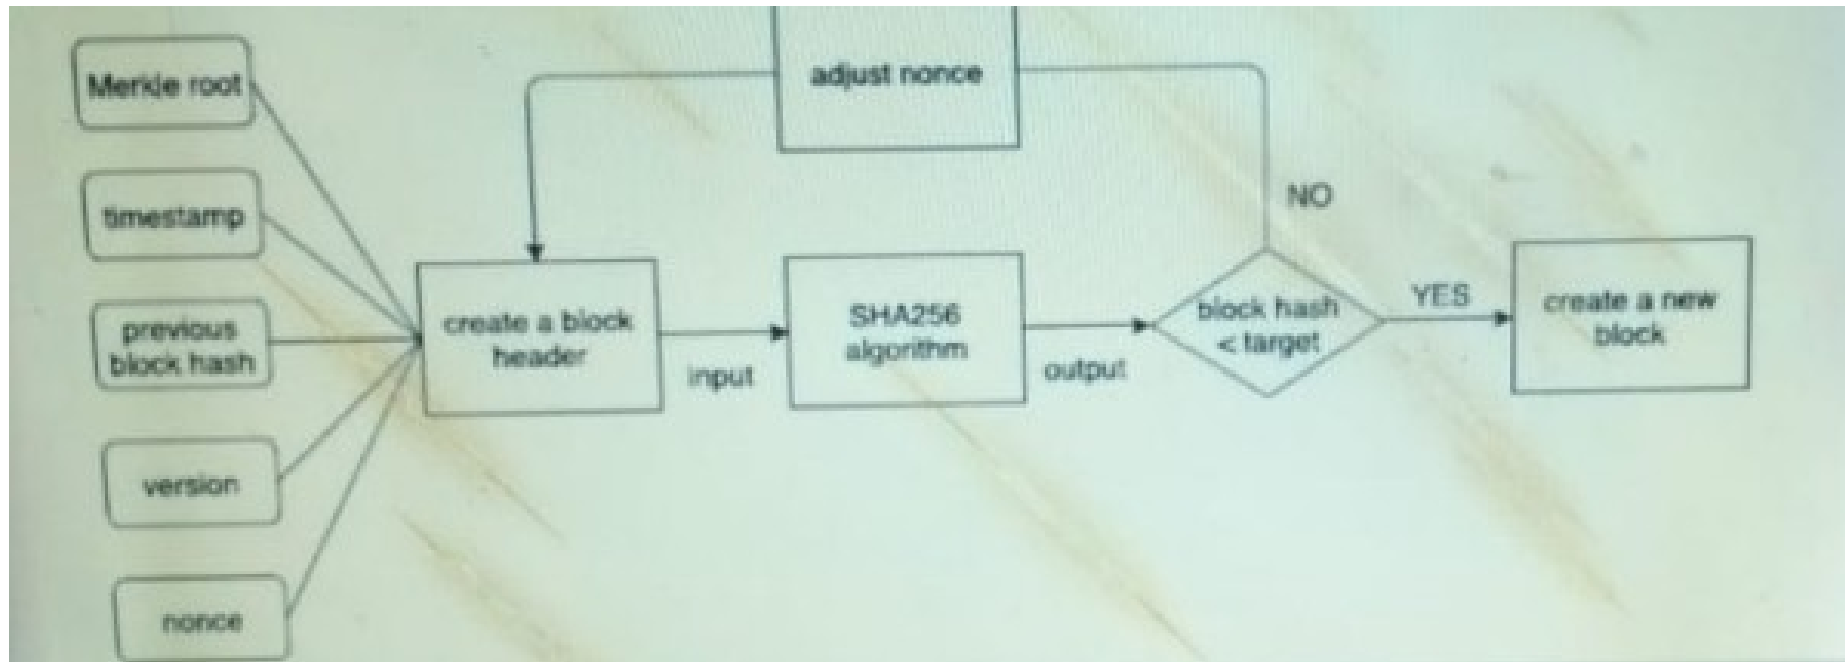 Merkle root
adjust nonce
timestamp
NO
previous
block hash
create a block
header
input
SHA256
algorithm
output
block hash
< target
YES
create a new
block
version
nonce